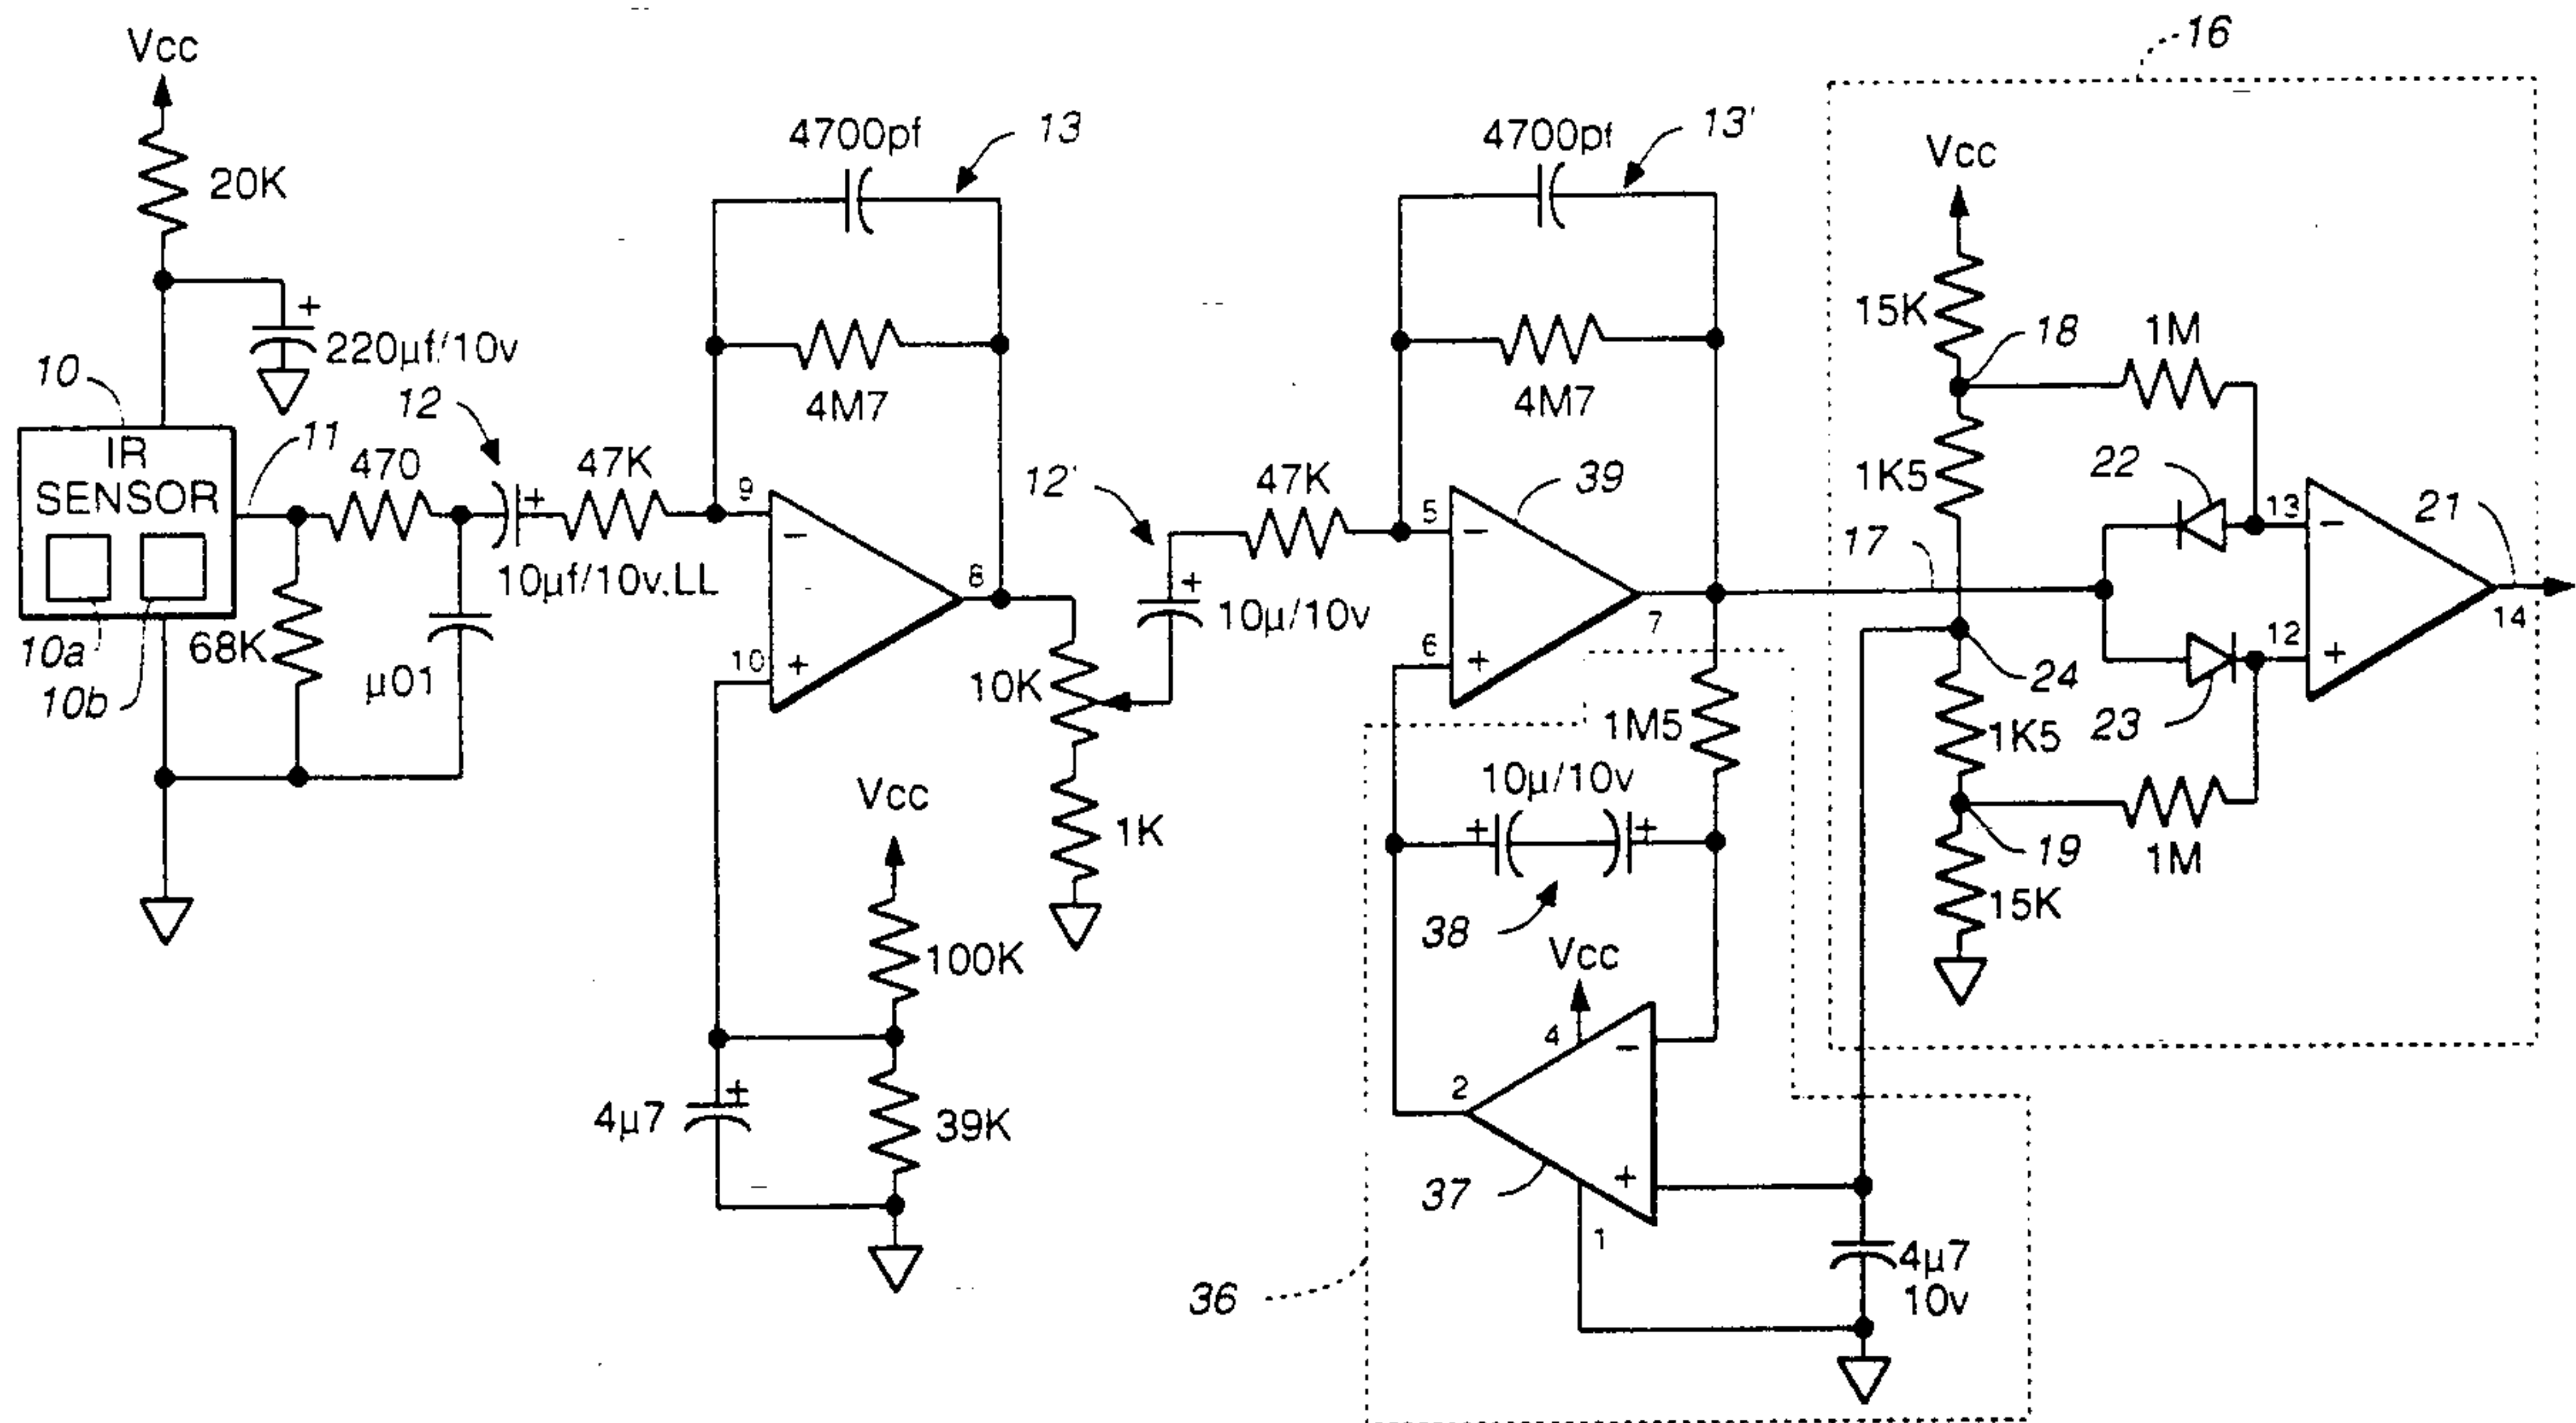 16
Vcc
4700pf
13
4700pf
13'
Vcc
20K
15K
18
1M
220µf/10v
10
12
4M7
4M7
11
IR
SENSOR
470
47K
9
12'
47K
5
39
1K5
22
13
21
17
10µf/10v.LL
8
10µ/10v
7
14
10a
10b
68K
µ01
10
10K
6
1M5
12
24
23
1K5
Vcc
1K
10µ/10v
19
1M
38
15K
100K
Vcc
4
2
4µ7
39K
37
1
36
4µ7
10v